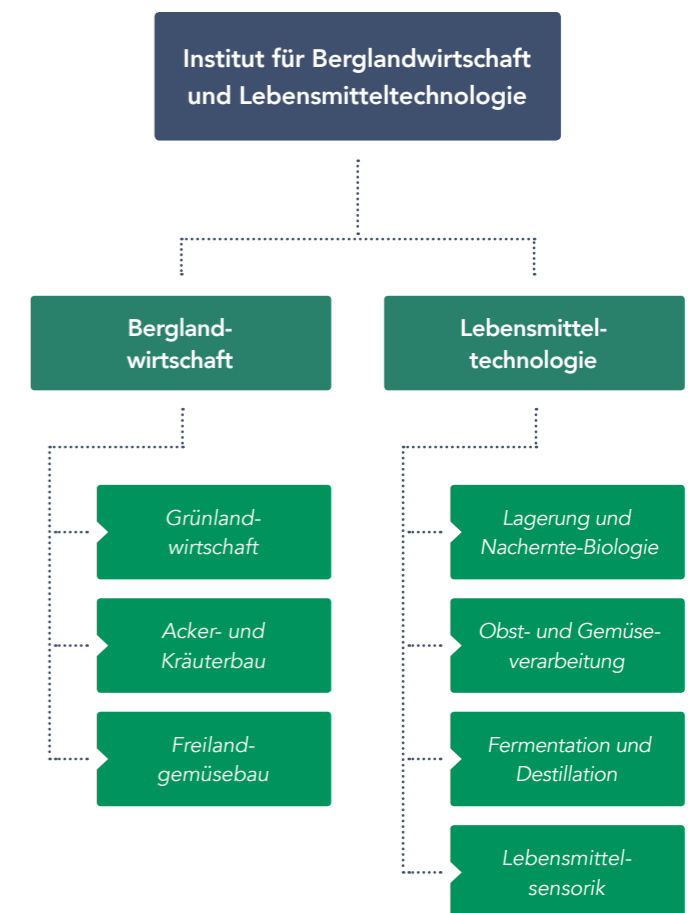 Institut für Berglandwirtschaft
und Lebensmitteltechnologie
Bergland-
wirtschaft
Grünland-
wirtschaft
Acker- und
Kräuterbau
Freiland-
gemüsebau
Lebensmittel-
technologie
Lagerung und
Nachernte-Biologie
Obst- und Gemüse-
verarbeitung
Fermentation und
Destillation
Lebensmittel-
sensorik